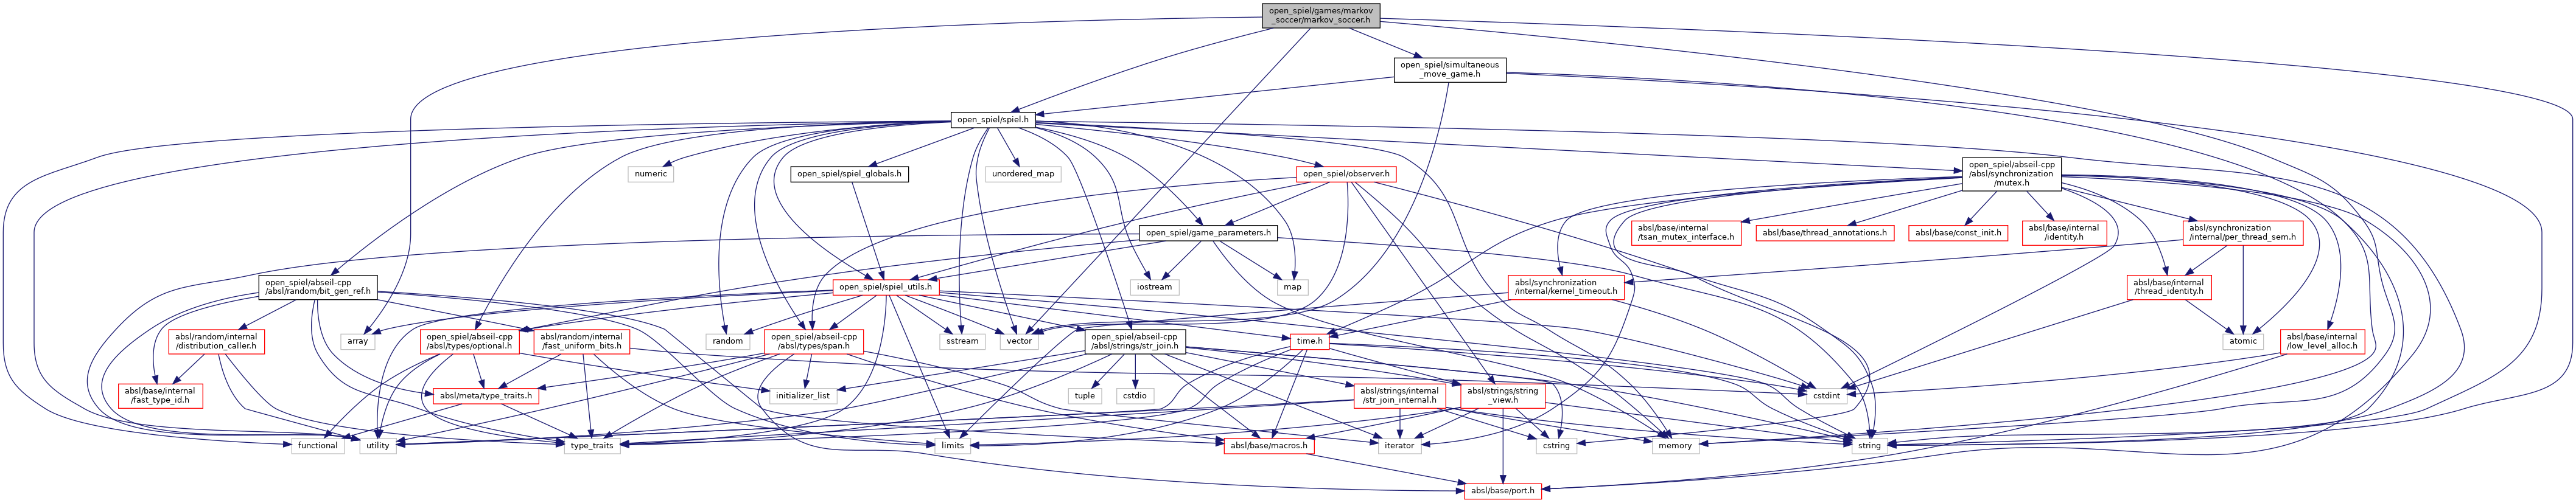 open_spiel/games/markov
_soccer/markov_soccer.h
open_spiel/simultaneous
_move_game.h
open_spiel/spiel.h
numeric
open_spiel/spiel_globals.h
unordered_map
open_spiel/observer.h
open_spiel/abseil-cpp
/absl/synchronization
/mutex.h
open_spiel/game_parameters.h
absl/base/internal
/tsan_mutex_interface.h
absl/base/thread_annotations.h
absl/base/const_init.h
absl/base/internal
/identity.h
absl/synchronization
/internal/per_thread_sem.h
open_spiel/abseil-cpp
/absl/random/bit_gen_ref.h
open_spiel/spiel_utils.h
iostream
map
absl/synchronization
/internal/kernel_timeout.h
absl/base/internal
/thread_identity.h
absl/random/internal
/distribution_caller.h
array
open_spiel/abseil-cpp
/absl/types/optional.h
absl/random/internal
/fast_uniform_bits.h
random
open_spiel/abseil-cpp
/absl/types/span.h
sstream
vector
open_spiel/abseil-cpp
/absl/strings/str_join.h
time.h
atomic
absl/base/internal
/low_level_alloc.h
absl/base/internal
/fast_type_id.h
absl/meta/type_traits.h
initializer_list
tuple
cstdio
absl/strings/internal
/str_join_internal.h
absl/strings/string
_view.h
cstdint
functional
utility
type_traits
limits
absl/base/macros.h
iterator
cstring
memory
string
absl/base/port.h